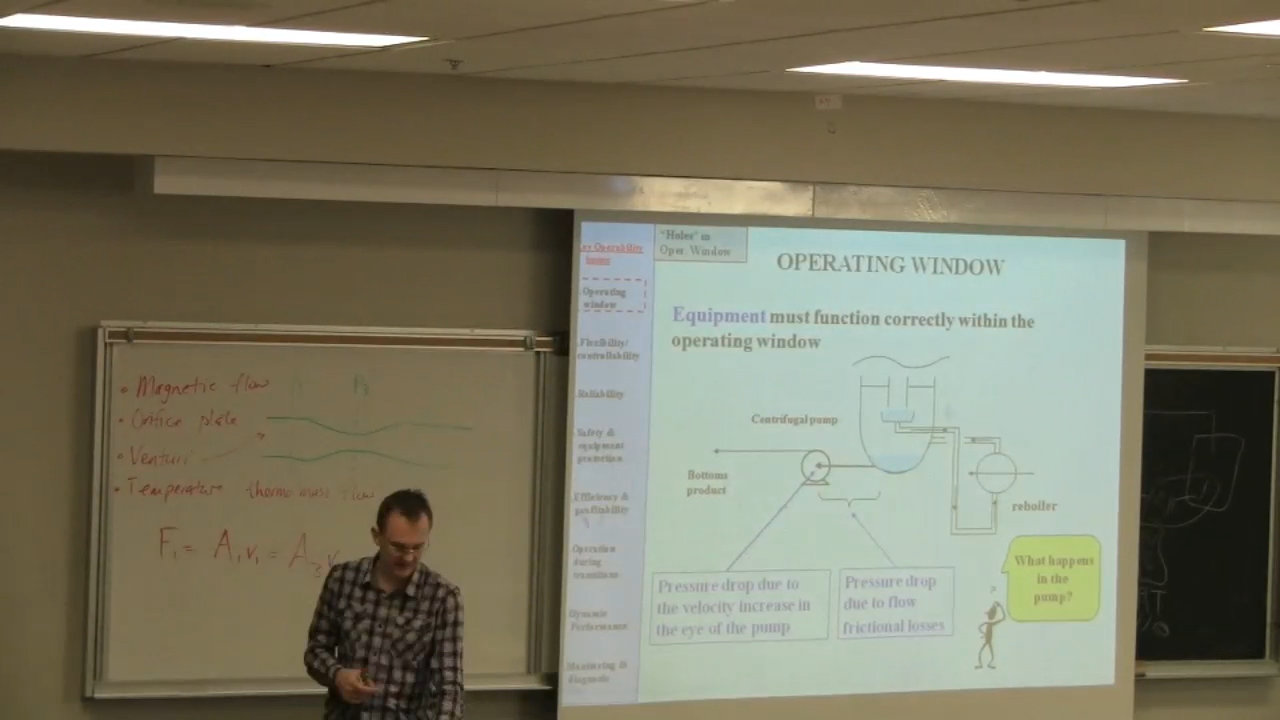 • Magnetic flow
• Orifice plate
• Venturi
• Temperature thermo mass flow
F₁ = A₁v₁ = A₃v
Operability
Issues
Operating
window
Flexibility/
controllability
Reliability
Safety &
equipment
protection
Efficiency &
profitability
Operation
during
transitions
Dynamic
Performance
Monitoring &
diagnosis
"Holes" in
Oper. Window
OPERATING WINDOW
Equipment must function correctly within the
operating window
Centrifugal pump
Bottoms
product
reboiler
Pressure drop due to
the velocity increase in
the eye of the pump
Pressure drop
due to flow
frictional losses
What happens
in the
pump?
?